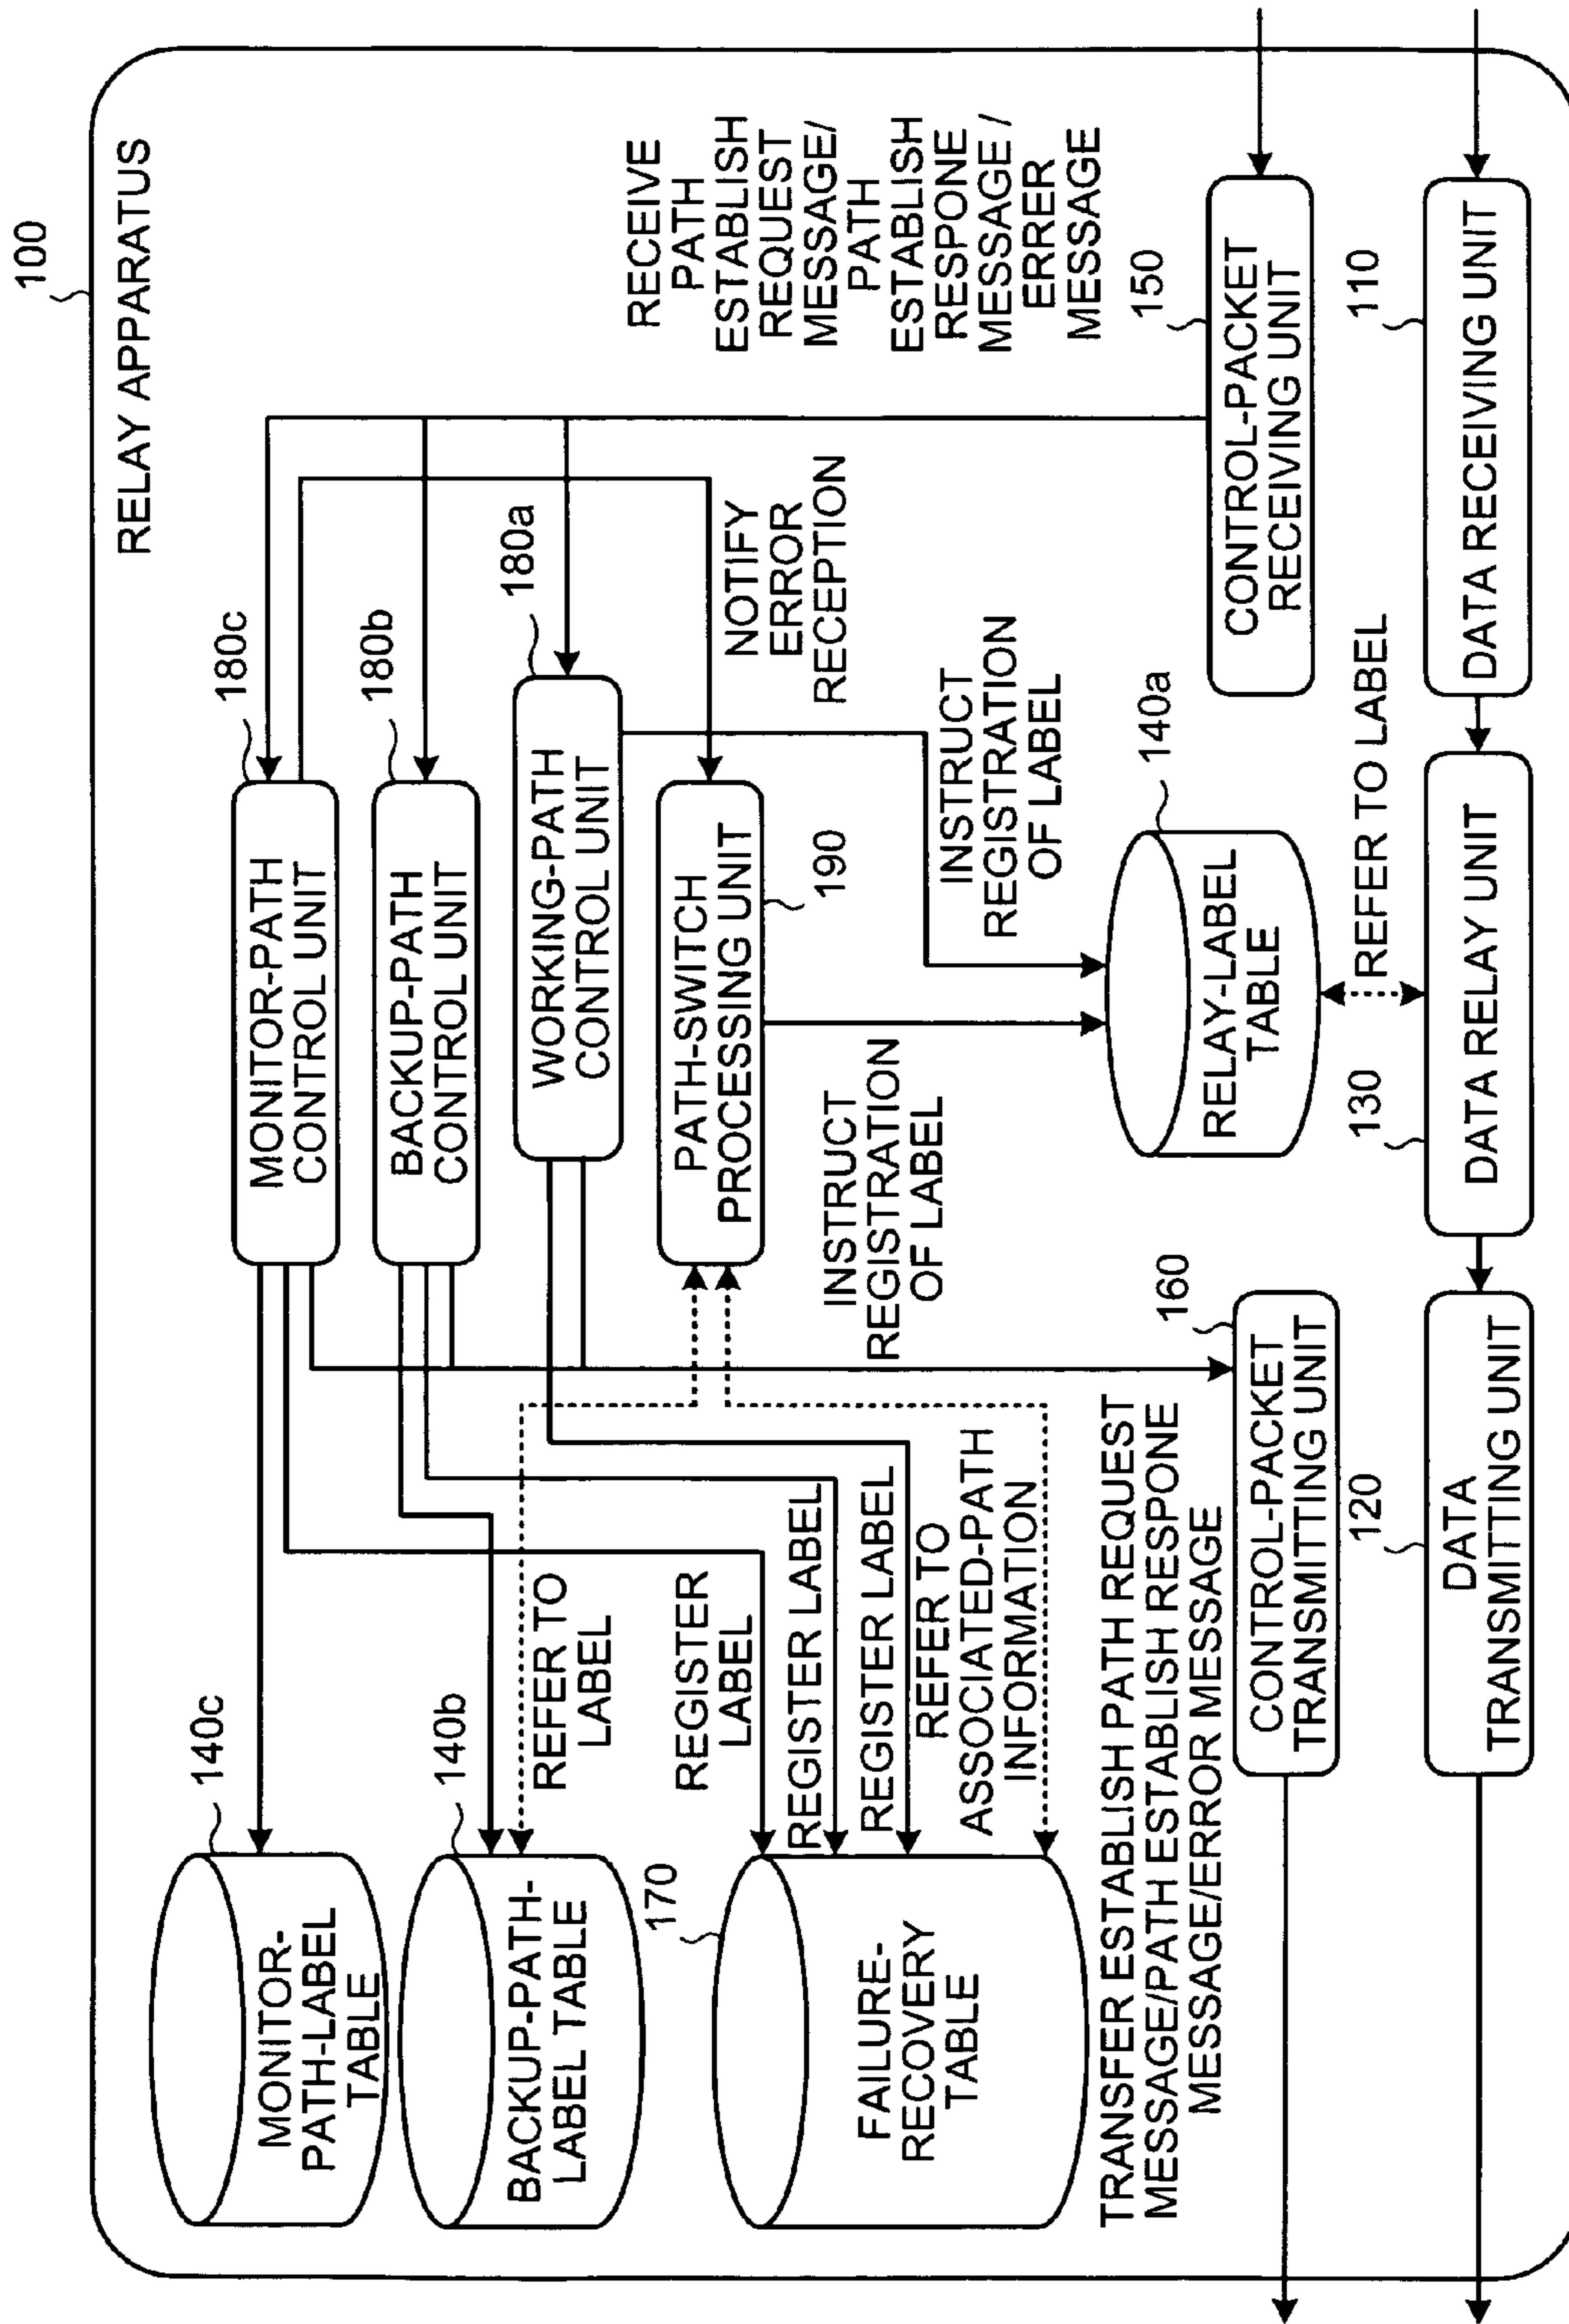 100
RELAY APPARATUS
140c
MONITOR-
PATH-LABEL
TABLE
180c
MONITOR-PATH
CONTROL UNIT
140b
BACKUP-PATH-
LABEL TABLE
180b
BACKUP-PATH
CONTROL UNIT
REFER TO
LABEL
180a
WORKING-PATH
CONTROL UNIT
RECEIVE
PATH
ESTABLISH
REQUEST
MESSAGE/
PATH
ESTABLISH
RESPONE
MESSAGE /
ERRER
MESSAGE
170
FAILURE-
RECOVERY
TABLE
REGISTER
LABEL
REGISTER LABEL
REGISTER LABEL
REFER TO
ASSOCIATED-PATH
INFORMATION
PATH-SWITCH
PROCESSING UNIT
190
NOTIFY
ERROR
RECEPTION
INSTRUCT
REGISTRATION
OF LABEL
INSTRUCT
REGISTRATION
OF LABEL
140a
RELAY-LABEL
TABLE
TRANSFER ESTABLISH PATH REQUEST
MESSAGE/PATH ESTABLISH RESPONE
MESSAGE/ERROR MESSAGE
160
CONTROL-PACKET
TRANSMITTING UNIT
150
CONTROL-PACKET
RECEIVING UNIT
REFER TO LABEL
120
DATA
TRANSMITTING UNIT
130
DATA RELAY UNIT
110
DATA RECEIVING UNIT